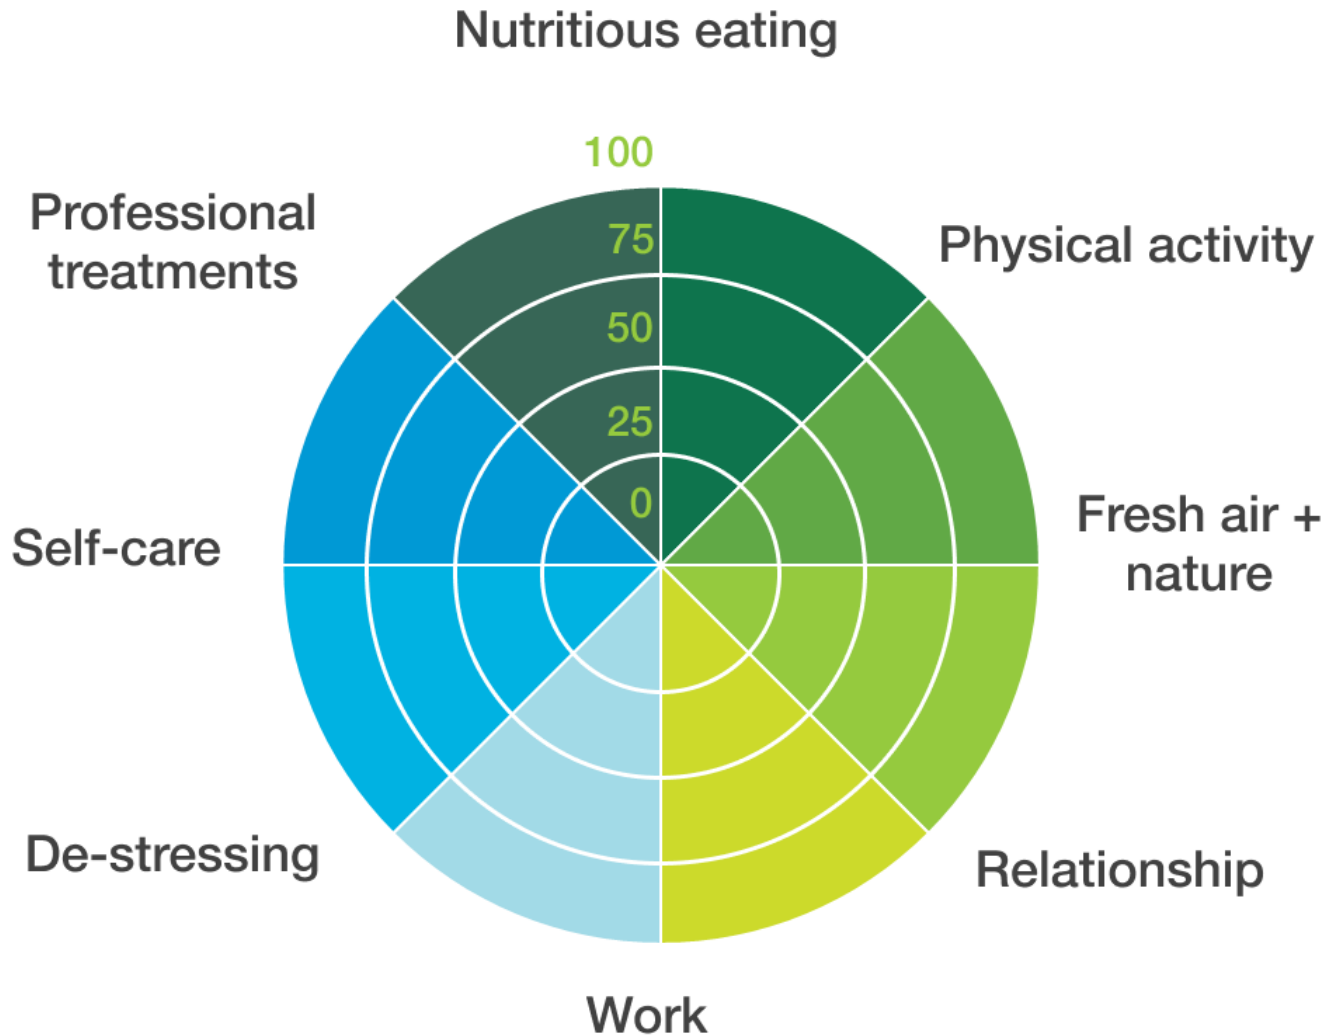 Nutritious eating
100
Professional
treatments
75
Physical activity
50
25
0
Fresh air +
nature
Self-care
De-stressing
Relationship
Work